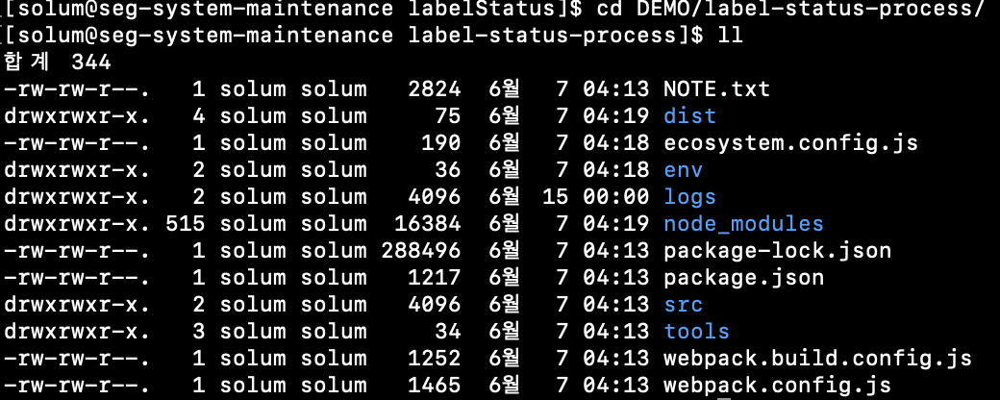 [[solum@seg-system-maintenance labelStatus]$ cd DEMO/label-status-process/
[[solum@seg-system-maintenance label-status-process]$ ll
합계 344
-rw-rw-r--. 1 solum solum 2824 6월 7 04:13 NOTE.txt
drwxrwxr-x. 4 solum solum 75 6월 7 04:19 dist
-rw-rw-r--. 1 solum solum 190 6월 7 04:18 ecosystem.config.js
drwxrwxr-x. 2 solum solum 36 6월 7 04:18 env
drwxrwxr-x. 2 solum solum 4096 6월 15 00:00 logs
drwxrwxr-x. 515 solum solum 16384 6월 7 04:19 node_modules
-rw-rw-r--. 1 solum solum 288496 6월 7 04:13 package-lock.json
-rw-rw-r--. 1 solum solum 1217 6월 7 04:13 package.json
drwxrwxr-x. 2 solum solum 4096 6월 7 04:13 src
drwxrwxr-x. 3 solum solum 34 6월 7 04:13 tools
-rw-rw-r--. 1 solum solum 1252 6월 7 04:13 webpack.build.config.js
-rw-rw-r--. 1 solum solum 1465 6월 7 04:13 webpack.config.js